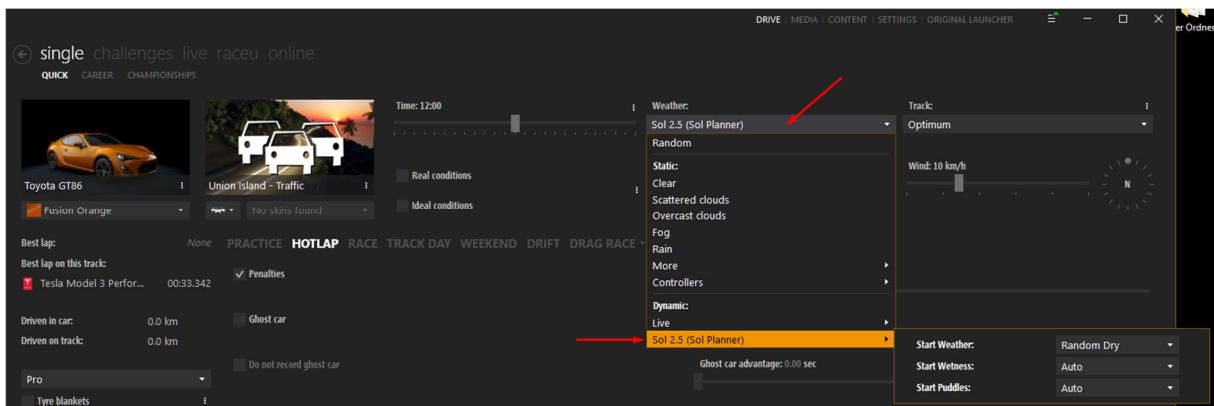 DRIVE | MEDIA | CONTENT | SETTINGS | ORIGINAL LAUNCHER
er Ordner
single challenges live raceu online
QUICK CAREER CHAMPIONSHIPS
Time: 12:00
Weather:
Track:
Sol 2.5 (Sol Planner)
Optimum
Random
Static:
Clear
Scattered clouds
Overcast clouds
Fog
Rain
More
Controllers
Dynamic:
Live
Sol 2.5 (Sol Planner)
Wind: 10 km/h
N
Real conditions
Ideal conditions
Toyota GT86
Union Island - Traffic
Fusion Orange
No skins found
Best lap: None
PRACTICE HOTLAP RACE TRACK DAY WEEKEND DRIFT DRAG RACE
Best lap on this track:
Tesla Model 3 Perfor... 00:33.342
Penalties
Driven in car: 0.0 km
Ghost car
Driven on track: 0.0 km
Do not record ghost car
Ghost car advantage: 0.00 sec
Start Weather: Random Dry
Start Wetness: Auto
Start Puddles: Auto
Pro
Tyre blankets